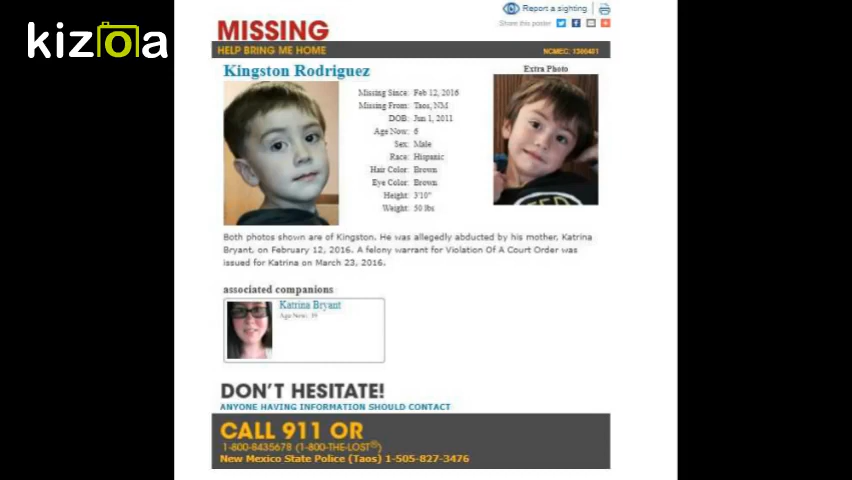 kizoa
Report a sighting
Share this poster
MISSING
HELP BRING ME HOME
NCMEC: 1306401
Kingston Rodriguez
Extra Photo
Missing Since: Feb 12, 2016
Missing From: Taos, NM
DOB: Jun 1, 2011
Age Now: 6
Sex: Male
Race: Hispanic
Hair Color: Brown
Eye Color: Brown
Height: 3'10"
Weight: 50 lbs
Both photos shown are of Kingston. He was allegedly abducted by his mother, Katrina
Bryant, on February 12, 2016. A felony warrant for Violation Of A Court Order was
issued for Katrina on March 23, 2016.
associated companions
Katrina Bryant
Age Now:
DON'T HESITATE!
ANYONE HAVING INFORMATION SHOULD CONTACT
CALL 911 OR
1-800-8435678 (1-800-THE-LOST®)
New Mexico State Police (Taos) 1-505-827-3476